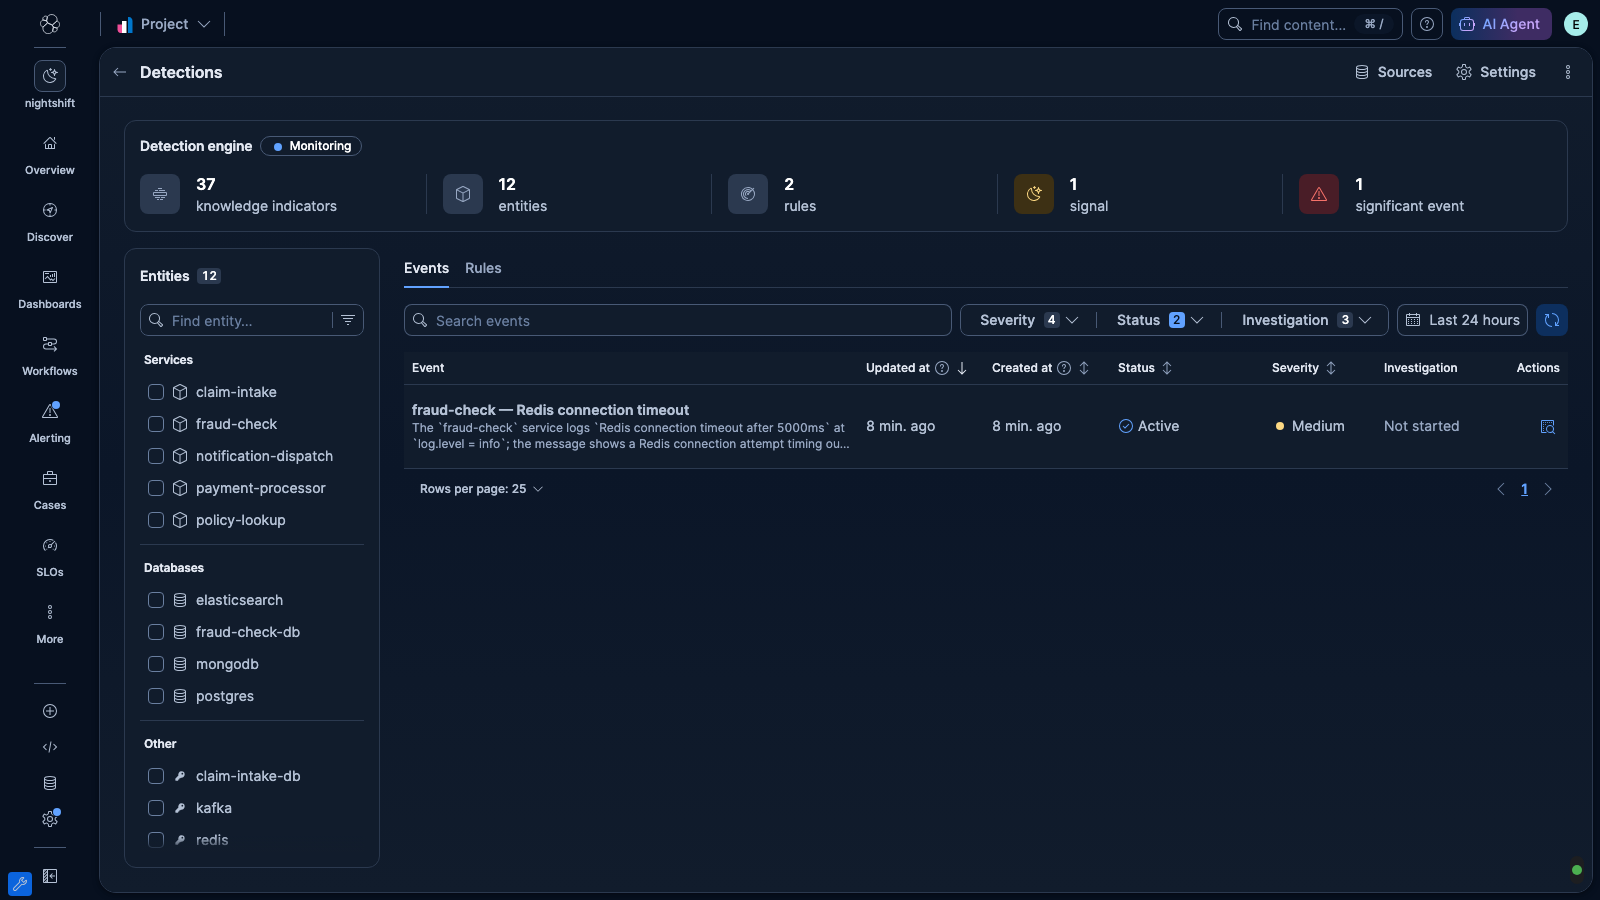 Project
Find content...
⌘ /
AI Agent
E
nightshift
Overview
Discover
Dashboards
Workflows
Alerting
Cases
SLOs
More
Detections
Sources
Settings
Detection engine
Monitoring
37
knowledge indicators
12
entities
2
rules
1
signal
1
significant event
Entities 12
Find entity...
Services
claim-intake
fraud-check
notification-dispatch
payment-processor
policy-lookup
Databases
elasticsearch
fraud-check-db
mongodb
postgres
Other
claim-intake-db
kafka
redis
Events Rules
Search events
Severity 4
Status 2
Investigation 3
Last 24 hours
Event Updated at Created at Status Severity Investigation Actions
fraud-check — Redis connection timeout
The `fraud-check` service logs `Redis connection timeout after 5000ms` at
`log.level = info`; the message shows a Redis connection attempt timing ou...
8 min. ago
8 min. ago
Active
Medium
Not started
Rows per page: 25
1